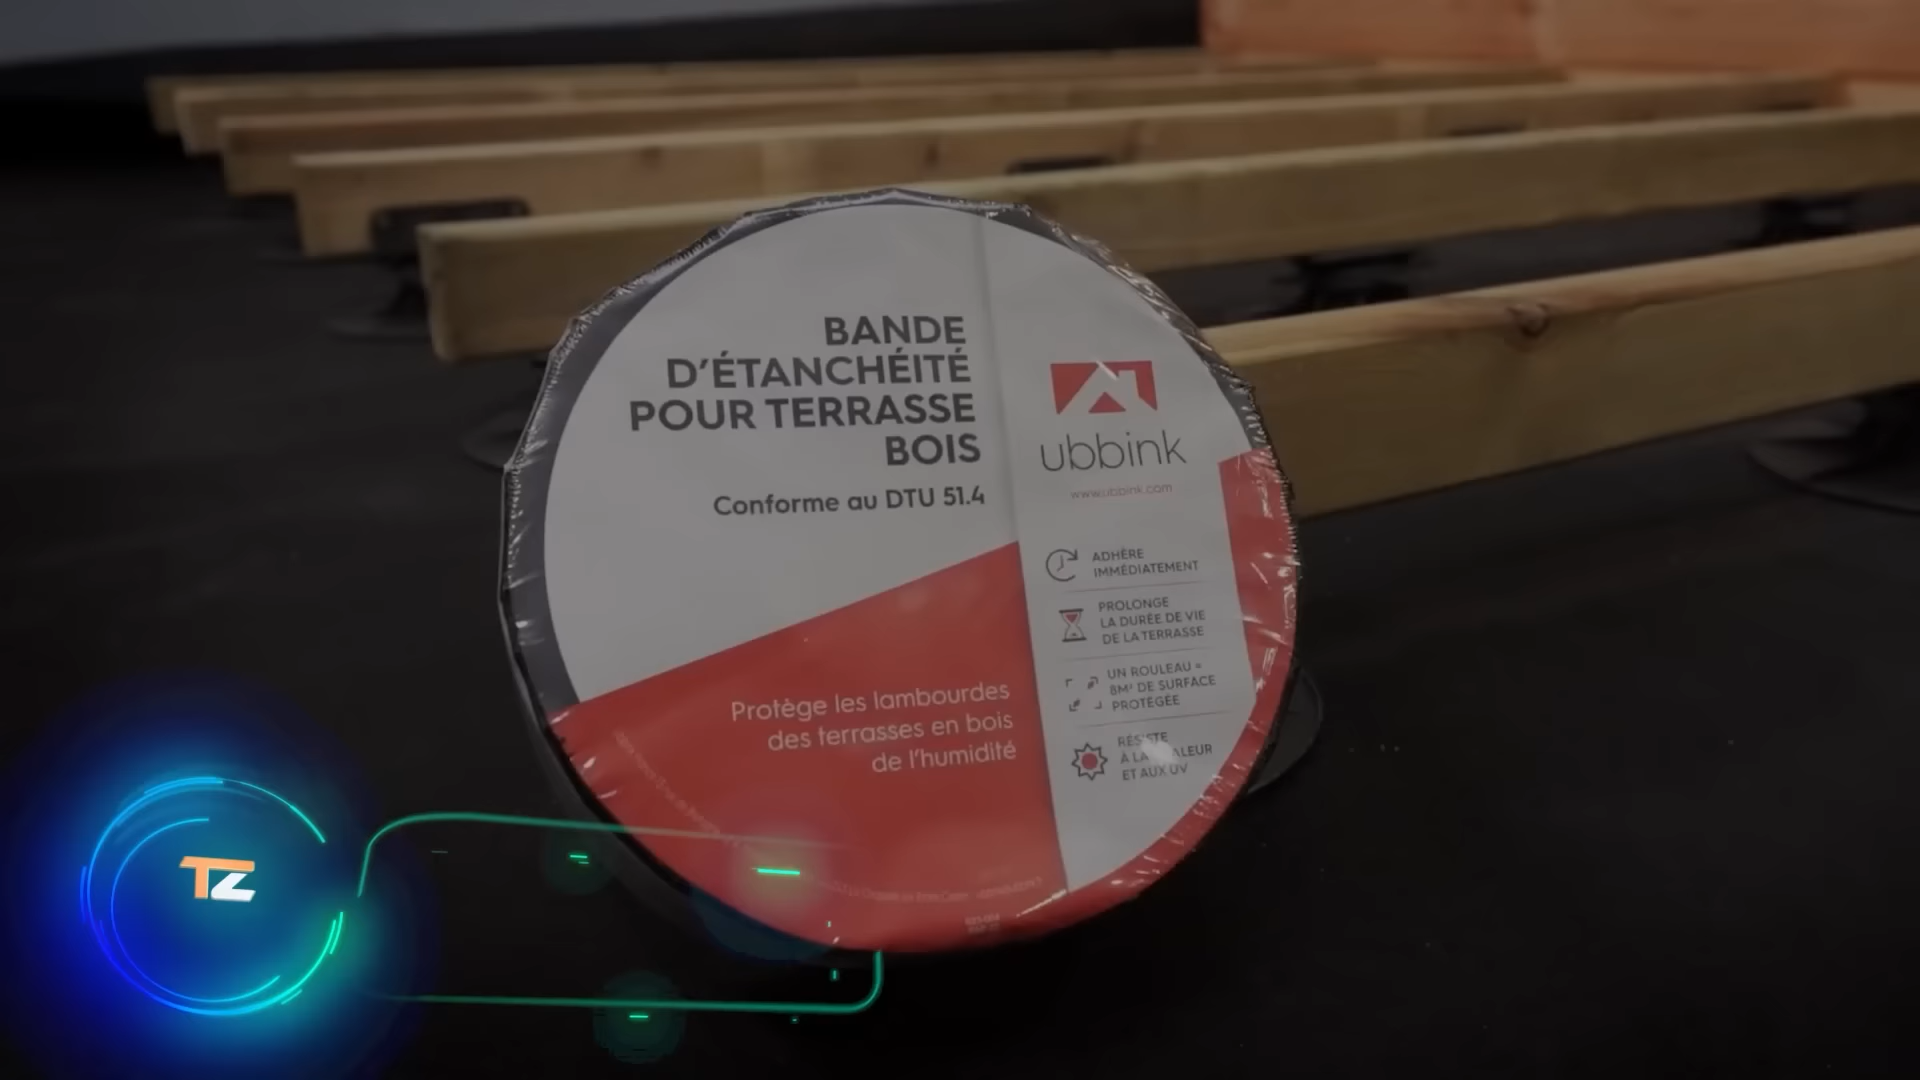 BANDE
D'ÉTANCHÉITÉ
POUR TERRASSE
BOIS
Conforme au DTU 51.4
Protège les lambourdes
des terrasses en bois
de l'humidité
ubbink
www.ubbink.com
ADHÈRE
IMMÉDIATEMENT
PROLONGE
LA DURÉE DE VIE
DE LA TERRASSE
UN ROULEAU =
8M² DE SURFACE
PROTÉGÉE
RÉSISTE
À LA CHALEUR
ET AUX UV
TZ